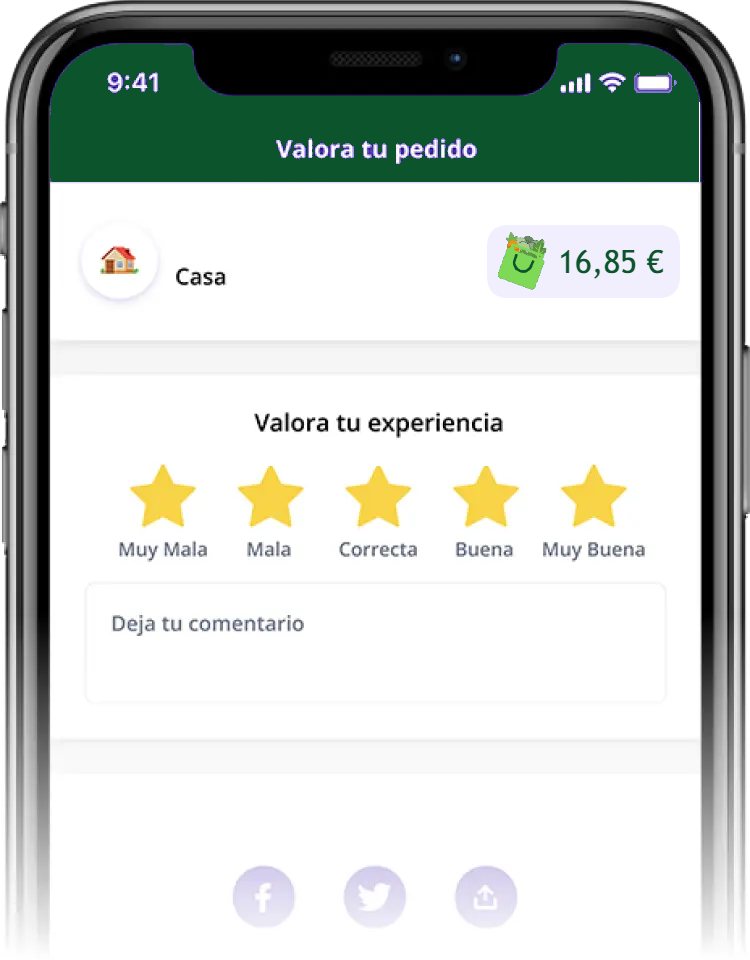 9:41
Valora tu pedido
Casa
16,85 €
Valora tu experiencia
Muy Mala Mala Correcta Buena Muy Buena
Deja tu comentario